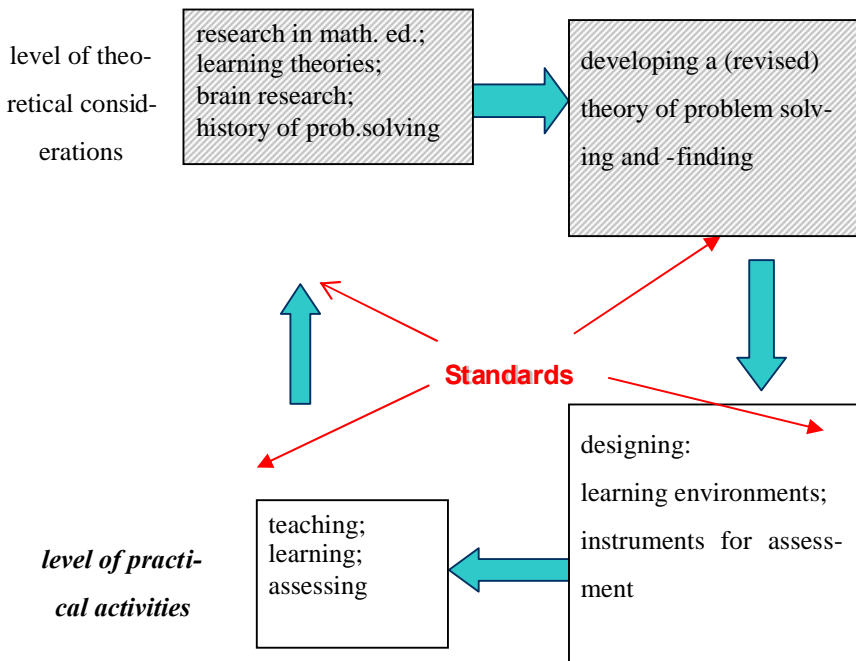 level of theo-
retical consid-
erations
research in math. ed.;
learning theories;
brain research;
history of prob.solving
developing a (revised)
theory of problem solv-
ing and -finding
Standards
designing:
learning environments;
instruments for assess-
ment
teaching;
learning;
assessing
level of practi-
cal activities